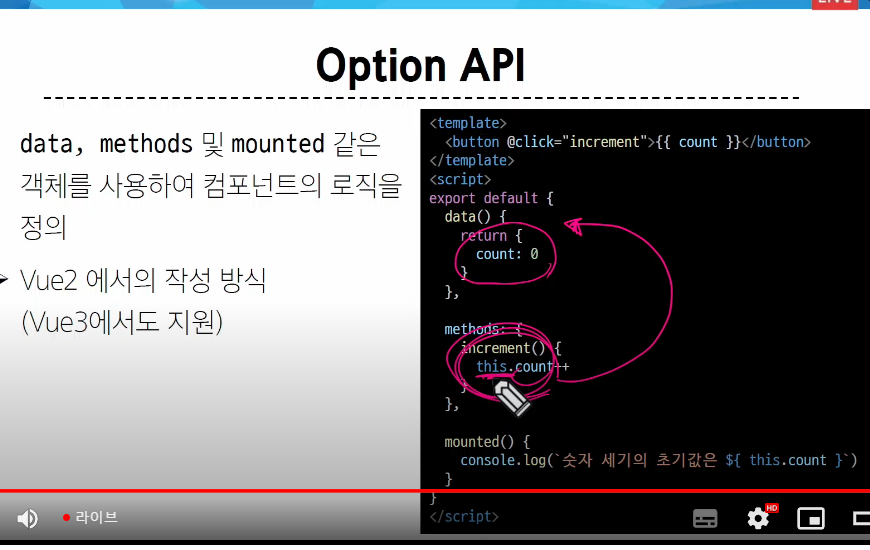 LIVE
Option API
data, methods 및 mounted 같은
객체를 사용하여 컴포넌트의 로직을
정의
Vue2 에서의 작성 방식
(Vue3에서도 지원)
<template>
  <button @click="increment">{{ count }}</button>
</template>
<script>
export default {
  data() {
    return {
      count: 0
    }
  },
  methods: {
    increment() {
      this.count++
    }
  },
  mounted() {
    console.log(`숫자 세기의 초기값은 ${ this.count }`)
  }
}
</script>
라이브
HD